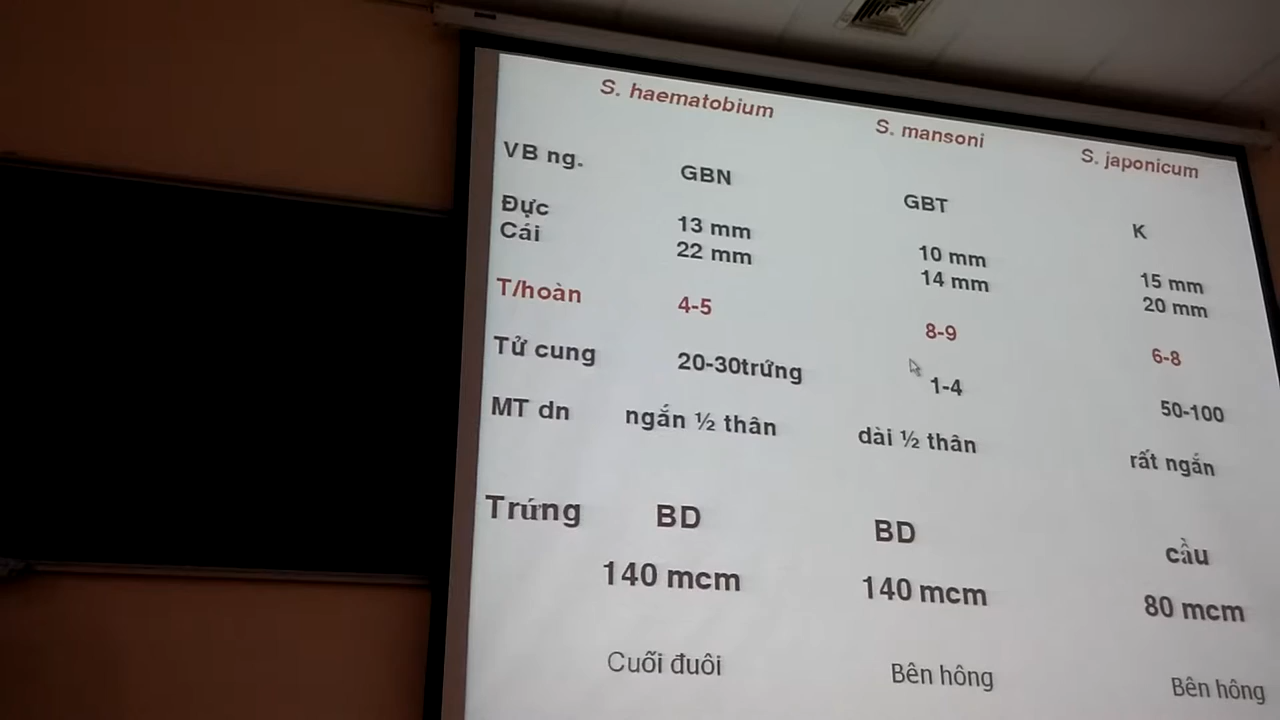 S. haematobium S. mansoni S. japonicum
VB ng. GBN GBT K
Đực 13 mm 10 mm 15 mm
Cái 22 mm 14 mm 20 mm
T/hoàn 4-5 8-9 6-8
Tử cung 20-30trứng 1-4 50-100
MT dn ngắn ½ thân dài ½ thân rất ngắn
Trứng BD BD cầu
140 mcm 140 mcm 80 mcm
Cuối đuôi Bên hông Bên hông